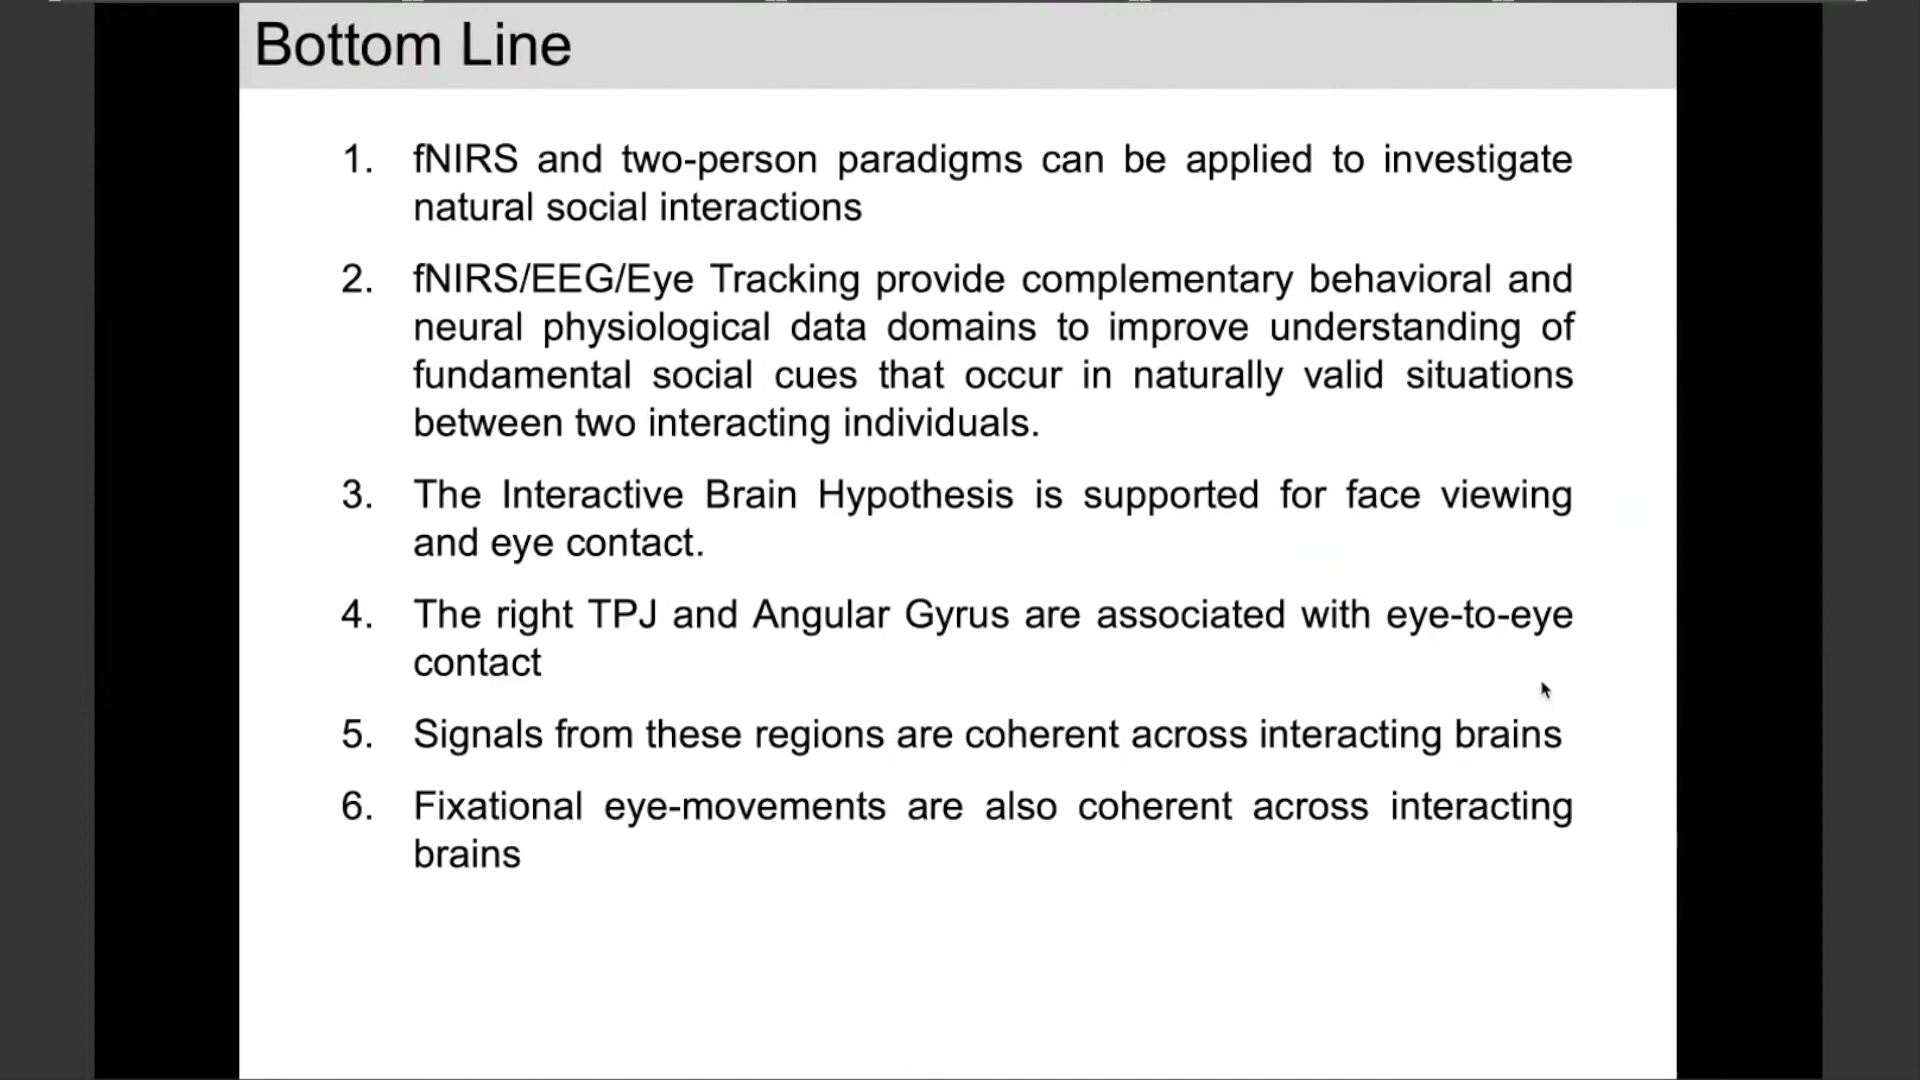 Bottom Line
1. fNIRS and two-person paradigms can be applied to investigate
natural social interactions
2. fNIRS/EEG/Eye Tracking provide complementary behavioral and
neural physiological data domains to improve understanding of
fundamental social cues that occur in naturally valid situations
between two interacting individuals.
3. The Interactive Brain Hypothesis is supported for face viewing
and eye contact.
4. The right TPJ and Angular Gyrus are associated with eye-to-eye
contact
5. Signals from these regions are coherent across interacting brains
6. Fixational eye-movements are also coherent across interacting
brains